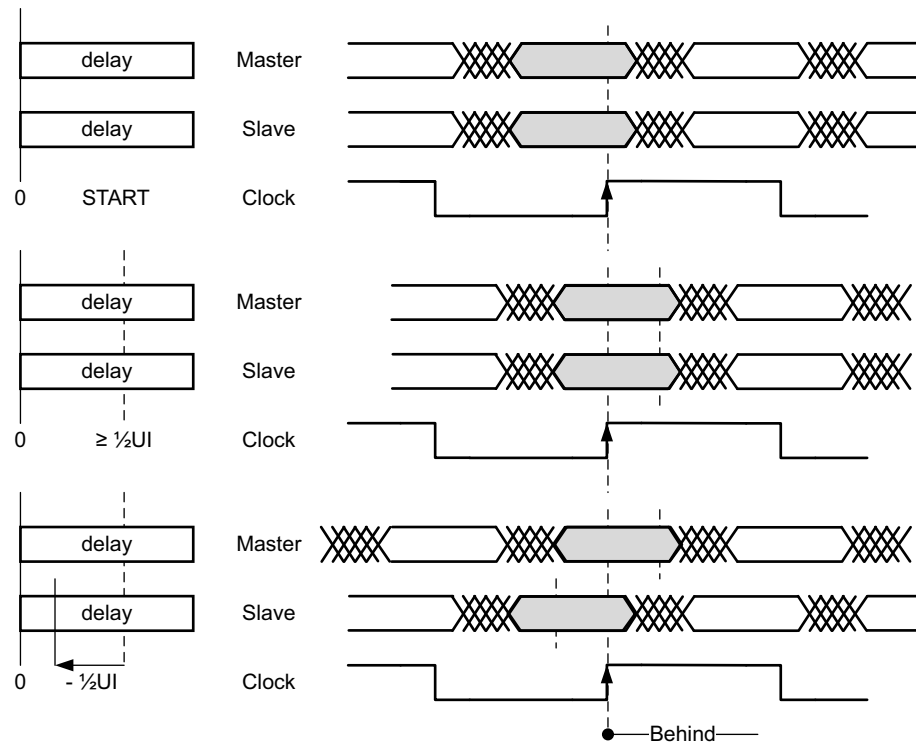 delay Master
delay Slave
0 START Clock
delay Master
delay Slave
0 ≥ ½UI Clock
delay Master
delay Slave
0 - ½UI Clock
Behind